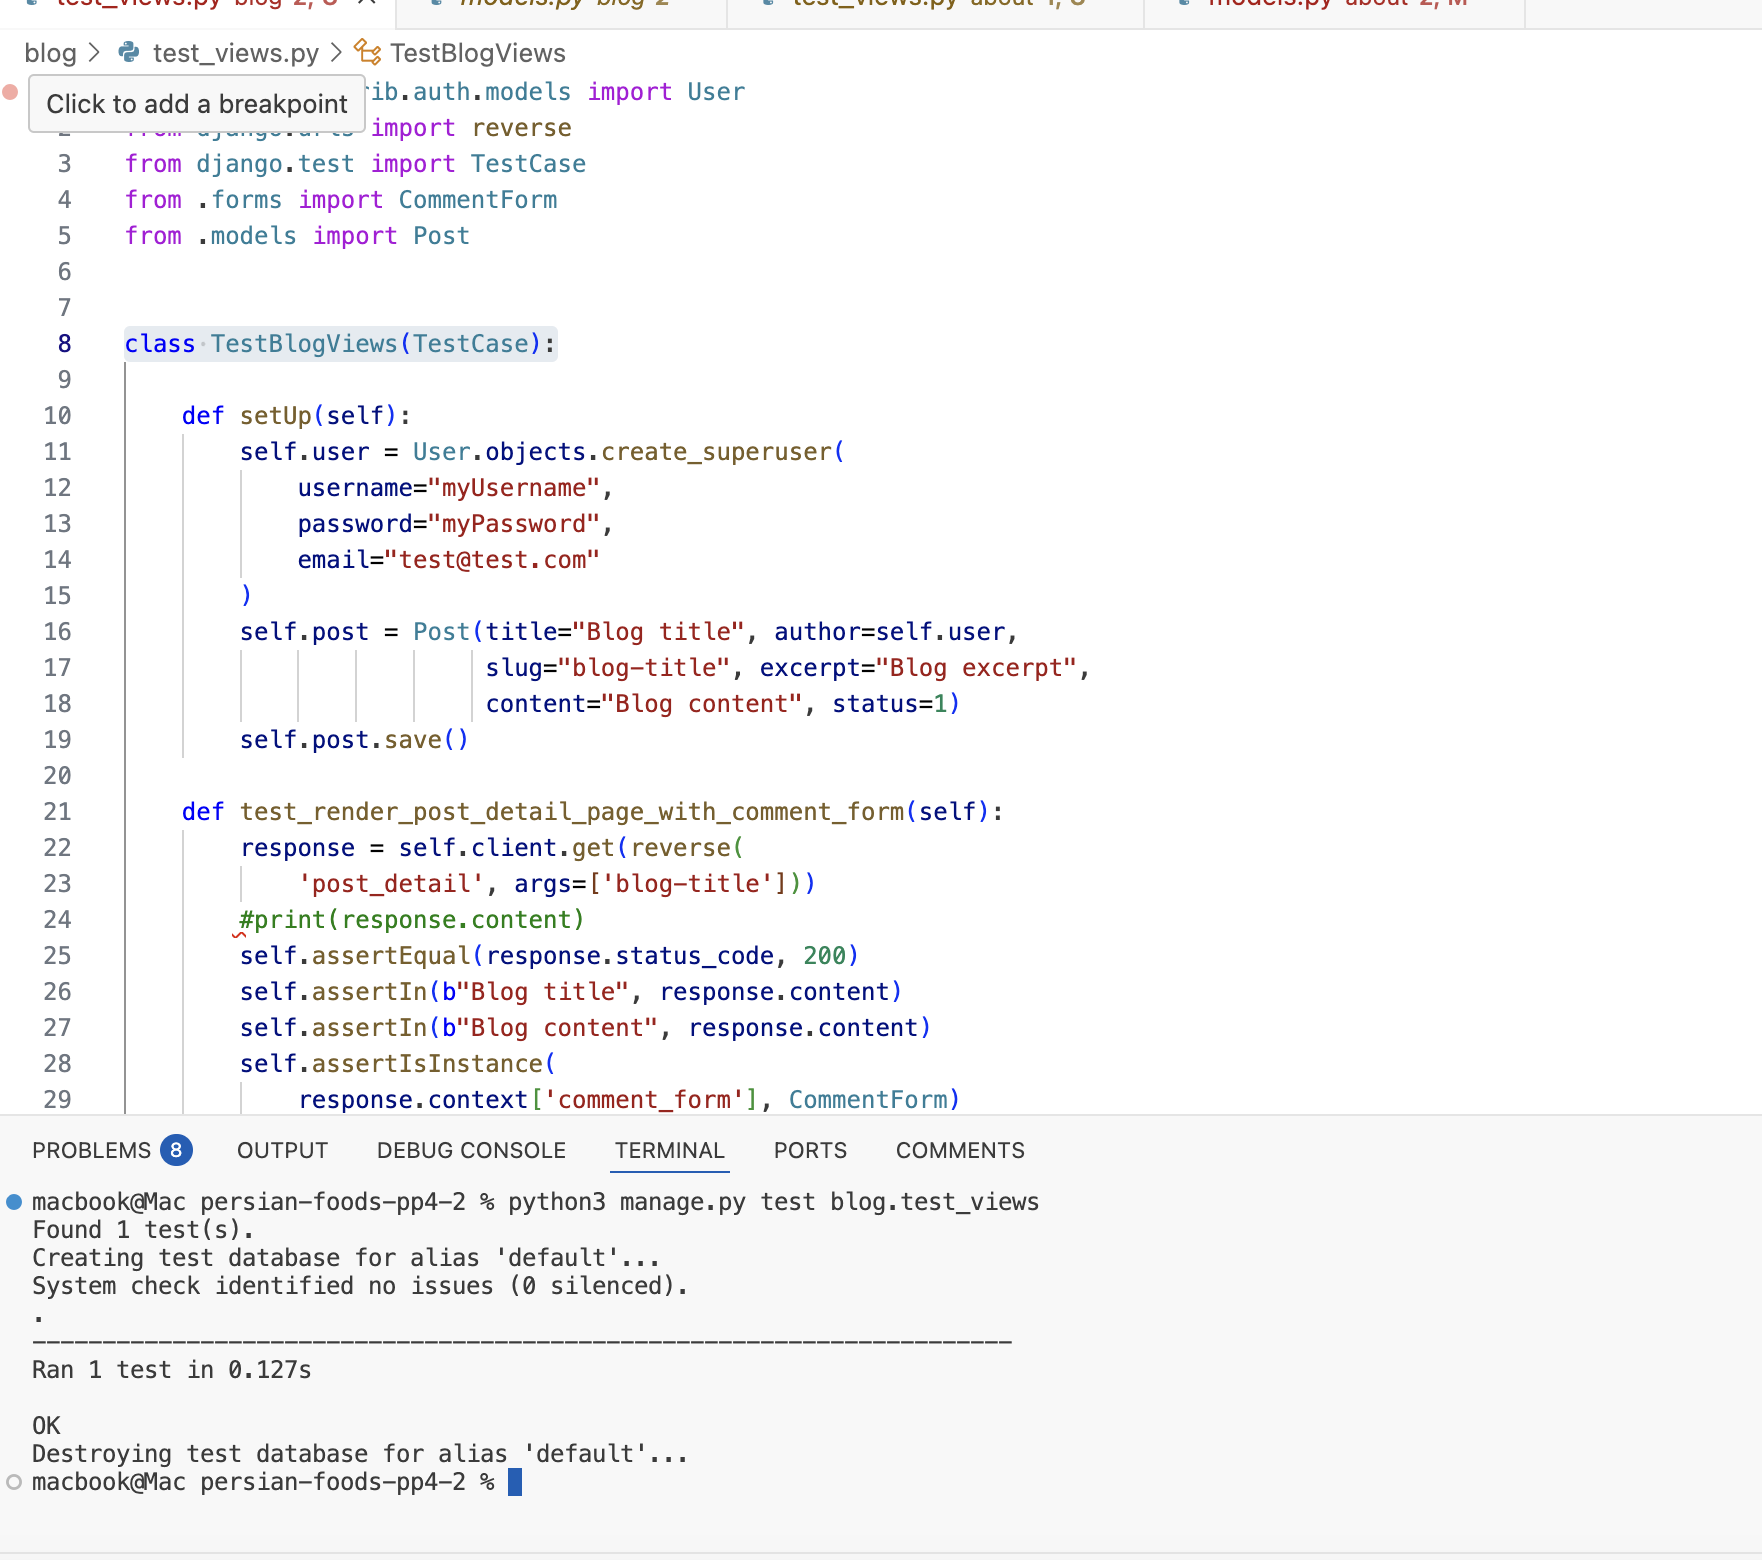 test_views.py blog 2, U
models.py blog 2
test_views.py about 1, U
models.py about 2, M
blog > test_views.py > TestBlogViews
Click to add a breakpoint
rib.auth.models import User
2 from django.urls import reverse
3 from django.test import TestCase
4 from .forms import CommentForm
5 from .models import Post
6
7
8 class TestBlogViews(TestCase):
9
10 def setUp(self):
11 self.user = User.objects.create_superuser(
12 username="myUsername",
13 password="myPassword",
14 email="test@test.com"
15 )
16 self.post = Post(title="Blog title", author=self.user,
17 slug="blog-title", excerpt="Blog excerpt",
18 content="Blog content", status=1)
19 self.post.save()
20
21 def test_render_post_detail_page_with_comment_form(self):
22 response = self.client.get(reverse(
23 'post_detail', args=['blog-title']))
24 #print(response.content)
25 self.assertEqual(response.status_code, 200)
26 self.assertIn(b"Blog title", response.content)
27 self.assertIn(b"Blog content", response.content)
28 self.assertIsInstance(
29 response.context['comment_form'], CommentForm)
PROBLEMS 8 OUTPUT DEBUG CONSOLE TERMINAL PORTS COMMENTS
macbook@Mac persian-foods-pp4-2 % python3 manage.py test blog.test_views
Found 1 test(s).
Creating test database for alias 'default'...
System check identified no issues (0 silenced).
.
----------------------------------------------------------------------
Ran 1 test in 0.127s
OK
Destroying test database for alias 'default'...
macbook@Mac persian-foods-pp4-2 %